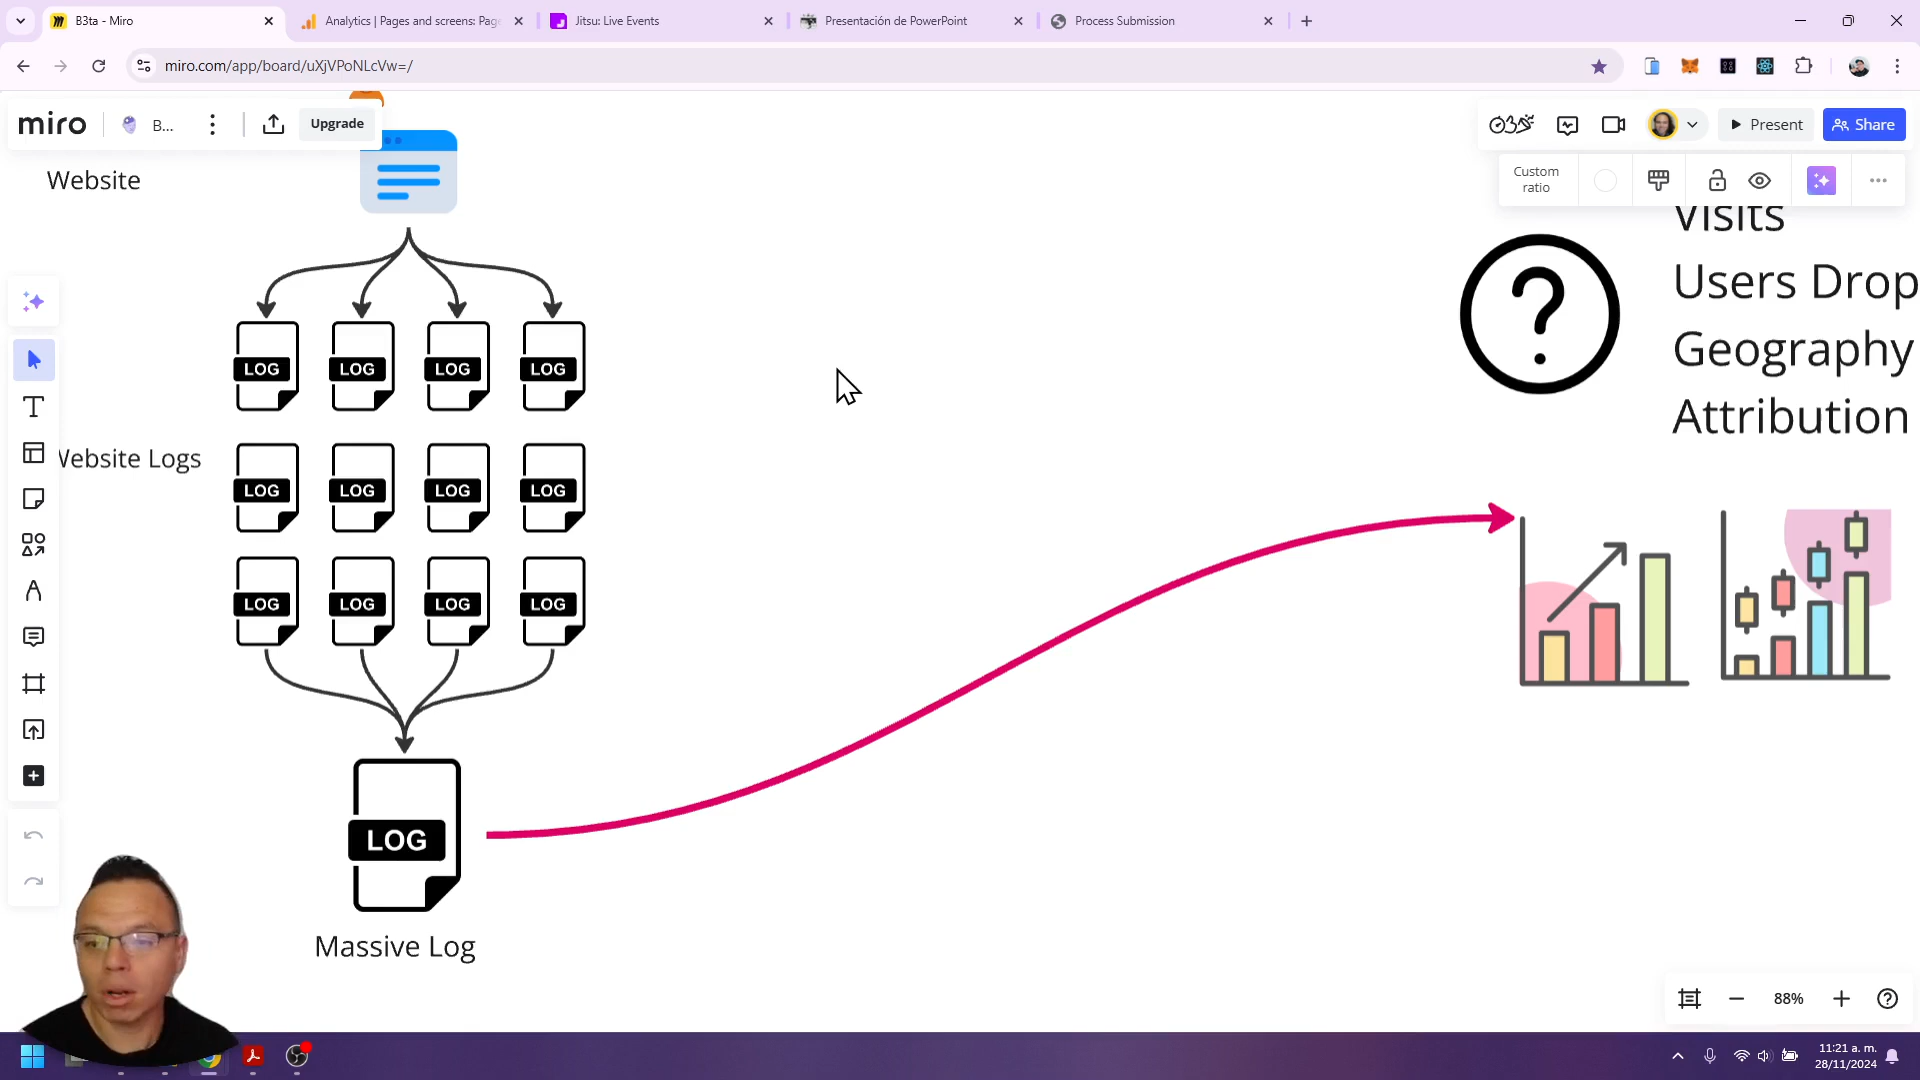 B3ta - Miro
Analytics | Pages and screens: Page
Jitsu: Live Events
Presentación de PowerPoint
Process Submission
miro.com/app/board/uXjVPoNLcVw=/
miro
B...
Upgrade
Present
Share
Custom
ratio
Website
Visits
Users Drop
Geography
Attribution
LOG LOG LOG LOG
Website Logs
LOG LOG LOG LOG
LOG LOG LOG LOG
LOG
Massive Log
88%
11:21 a. m.
28/11/2024